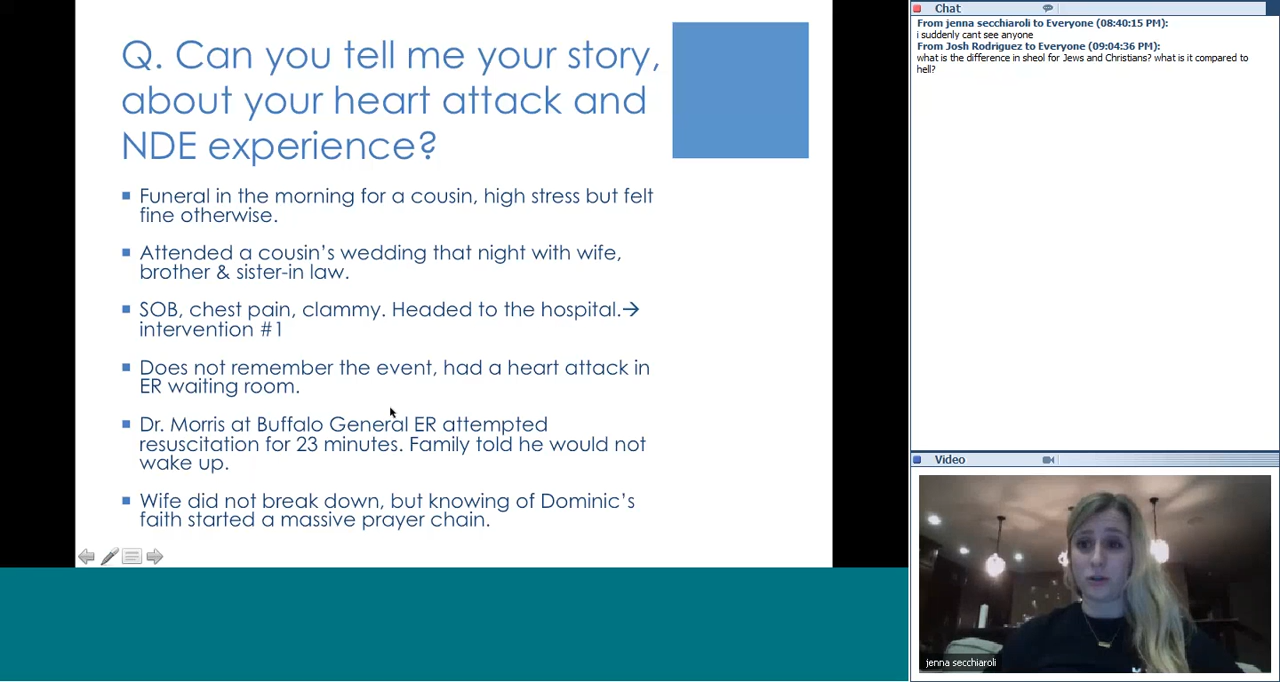 Q. Can you tell me your story,
about your heart attack and
NDE experience?
Funeral in the morning for a cousin, high stress but felt
fine otherwise.
Attended a cousin’s wedding that night with wife,
brother & sister-in law.
SOB, chest pain, clammy. Headed to the hospital.→
intervention #1
Does not remember the event, had a heart attack in
ER waiting room.
Dr. Morris at Buffalo General ER attempted
resuscitation for 23 minutes. Family told he would not
wake up.
Wife did not break down, but knowing of Dominic’s
faith started a massive prayer chain.
Chat
From jenna secchiaroli to Everyone (08:40:15 PM):
i suddenly cant see anyone
From Josh Rodriguez to Everyone (09:04:36 PM):
what is the difference in sheol for Jews and Christians? what is it compared to
hell?
Video
jenna secchiaroli